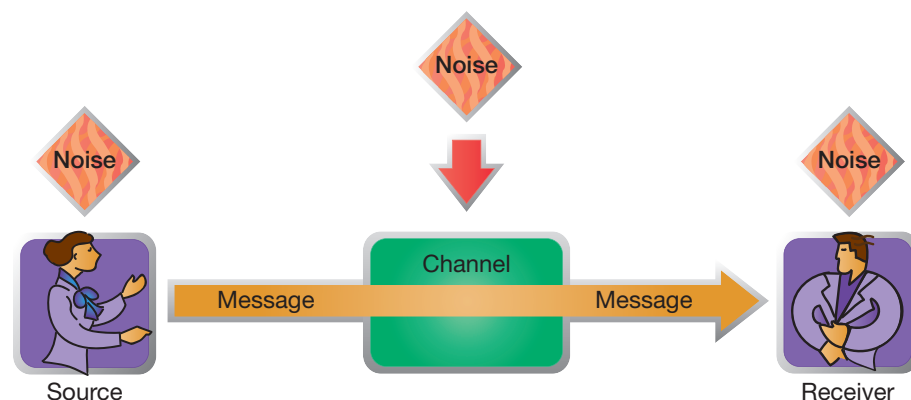 Noise
Noise
Noise
Channel
Message
Message
Source
Receiver